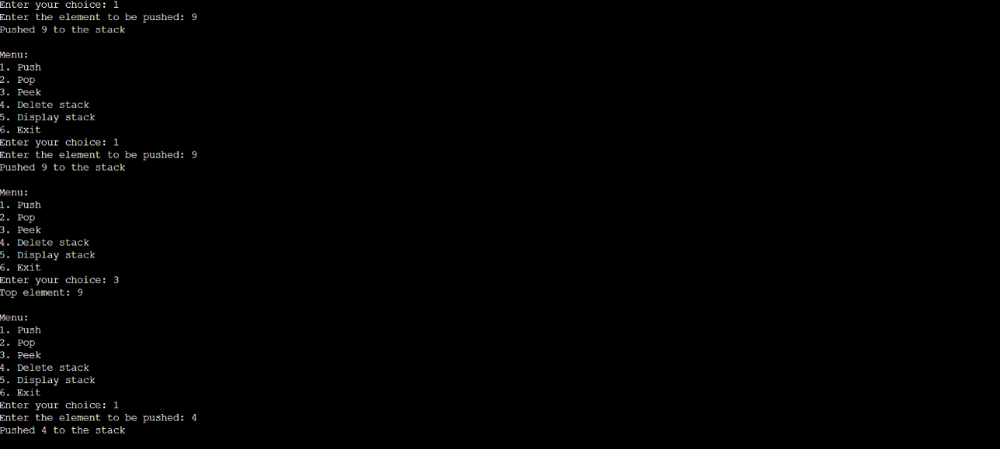 Enter your choice: 1
Enter the element to be pushed: 9
Pushed 9 to the stack
Menu:
1. Push
2. Pop
3. Peek
4. Delete stack
5. Display stack
6. Exit
Enter your choice: 1
Enter the element to be pushed: 9
Pushed 9 to the stack
Menu:
1. Push
2. Pop
3. Peek
4. Delete stack
5. Display stack
6. Exit
Enter your choice: 3
Top element: 9
Menu:
1. Push
2. Pop
3. Peek
4. Delete stack
5. Display stack
6. Exit
Enter your choice: 1
Enter the element to be pushed: 4
Pushed 4 to the stack